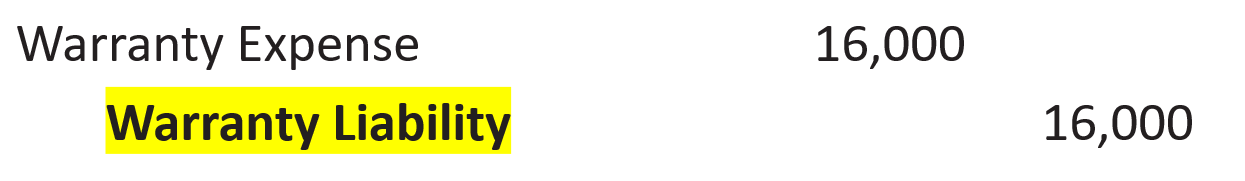 Warranty Expense 16,000
Warranty Liability 16,000